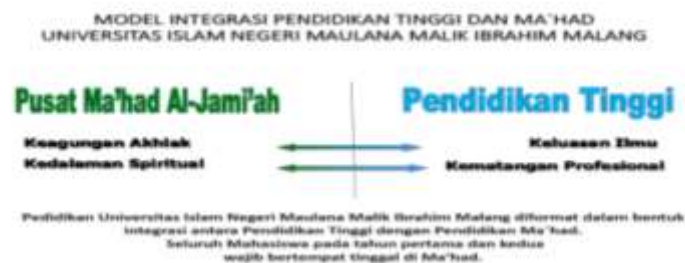 MODEL INTEGRASI PENDIDIKAN TINGGI DAN MA`HAD
UNIVERSITAS ISLAM NEGERI MAULANA MALIK IBRAHIM MALANG
Pusat Ma'had Al-Jami'ah
Pendidikan Tinggi
Keagungan Akhlak
Keluasan Ilmu
Kedalaman Spiritual
Kematangan Profesional
Pedidikan Universitas Islam Negeri Maulana Malik Ibrahim Malang diformat dalam bentuk
integrasi antara Pendidikan Tinggi dengan Pendidikan Ma'had.
Seluruh Mahasiswa pada tahun pertama dan kedua
wajib bertempat tinggal di Ma'had.